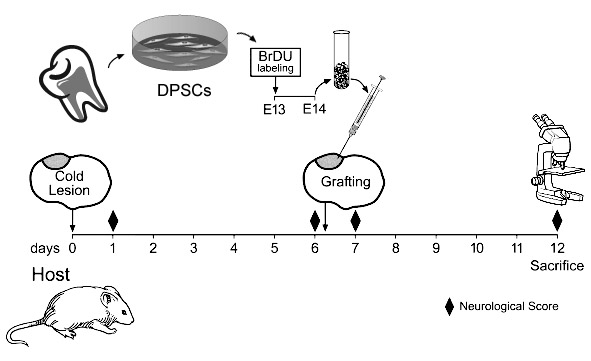 BrDU
labeling
DPSCs
E13 E14
Cold
Lesion
Grafting
days 0 1 2 3 4 5 6 7 8 9 10 11 12
Sacrifice
Host
Neurological Score